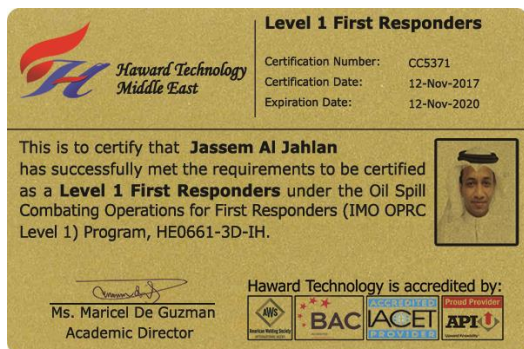 Haward Technology
Middle East
Level 1 First Responders
Certification Number: CC5371
Certification Date: 12-Nov-2017
Expiration Date: 12-Nov-2020
This is to certify that Jassem Al Jahlan
has successfully met the requirements to be certified
as a Level 1 First Responders under the Oil Spill
Combating Operations for First Responders (IMO OPRC
Level 1) Program, HE0661-3D-IH.
Ms. Maricel De Guzman
Academic Director
Haward Technology is accredited by:
AWS
American Welding Society
BAC
ACCREDITED
IACET
PROVIDER
Proud Provider
API